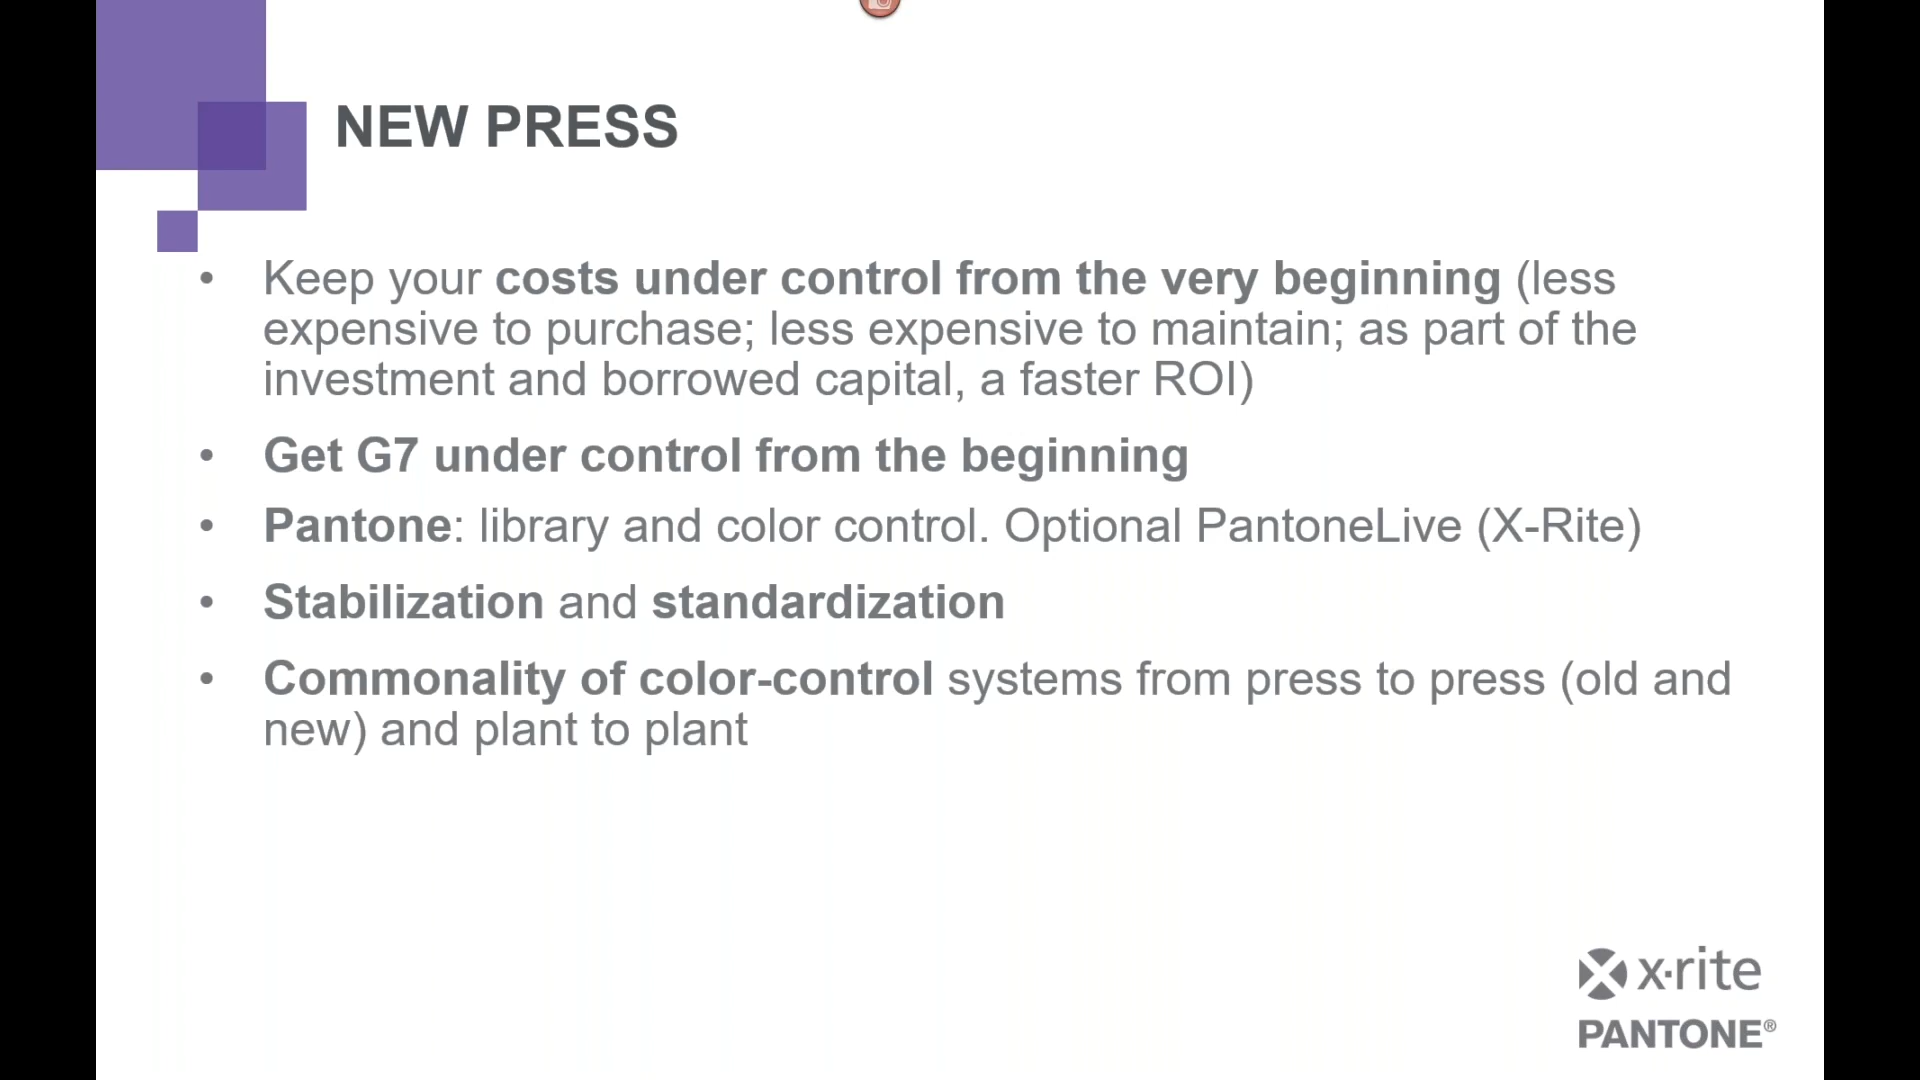 NEW PRESS
• Keep your costs under control from the very beginning (less
expensive to purchase; less expensive to maintain; as part of the
investment and borrowed capital, a faster ROI)
• Get G7 under control from the beginning
• Pantone: library and color control. Optional PantoneLive (X-Rite)
• Stabilization and standardization
• Commonality of color-control systems from press to press (old and
new) and plant to plant
x·rite
PANTONE®